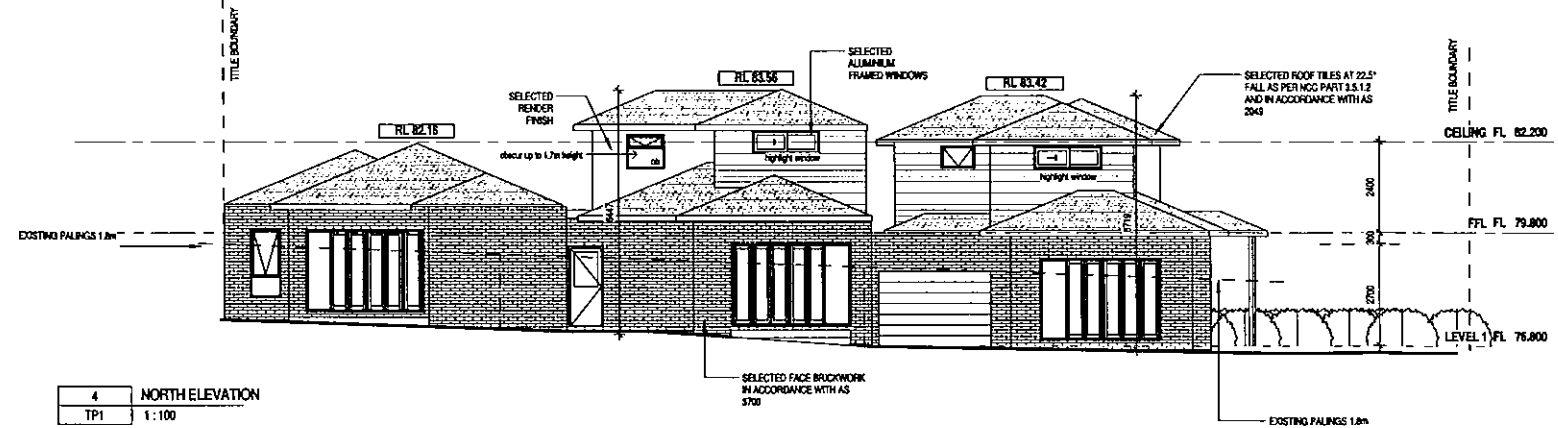 TITLE BOUNDARY
RL 82.16
SELECTED
RENDER
FINISH
RL 83.56
SELECTED
ALUMINIUM
FRAMED WINDOWS
RL 83.42
SELECTED ROOF TILES AT 22.5°
FALL AS PER NCC PART 3.5.1.2
AND IN ACCORDANCE WITH AS
2049
TITLE BOUNDARY
CEILING FL 82.200
obscur up to 1.7m height
ob
highlight window
highlight window
2400
EXISTING PALINGS 1.8m
FFL FL 79.800
300
2700
LEVEL 1 FL 76.800
SELECTED FACE BRICKWORK
IN ACCORDANCE WITH AS
3700
EXISTING PALINGS 1.8m
4 NORTH ELEVATION
TP1 1 : 100